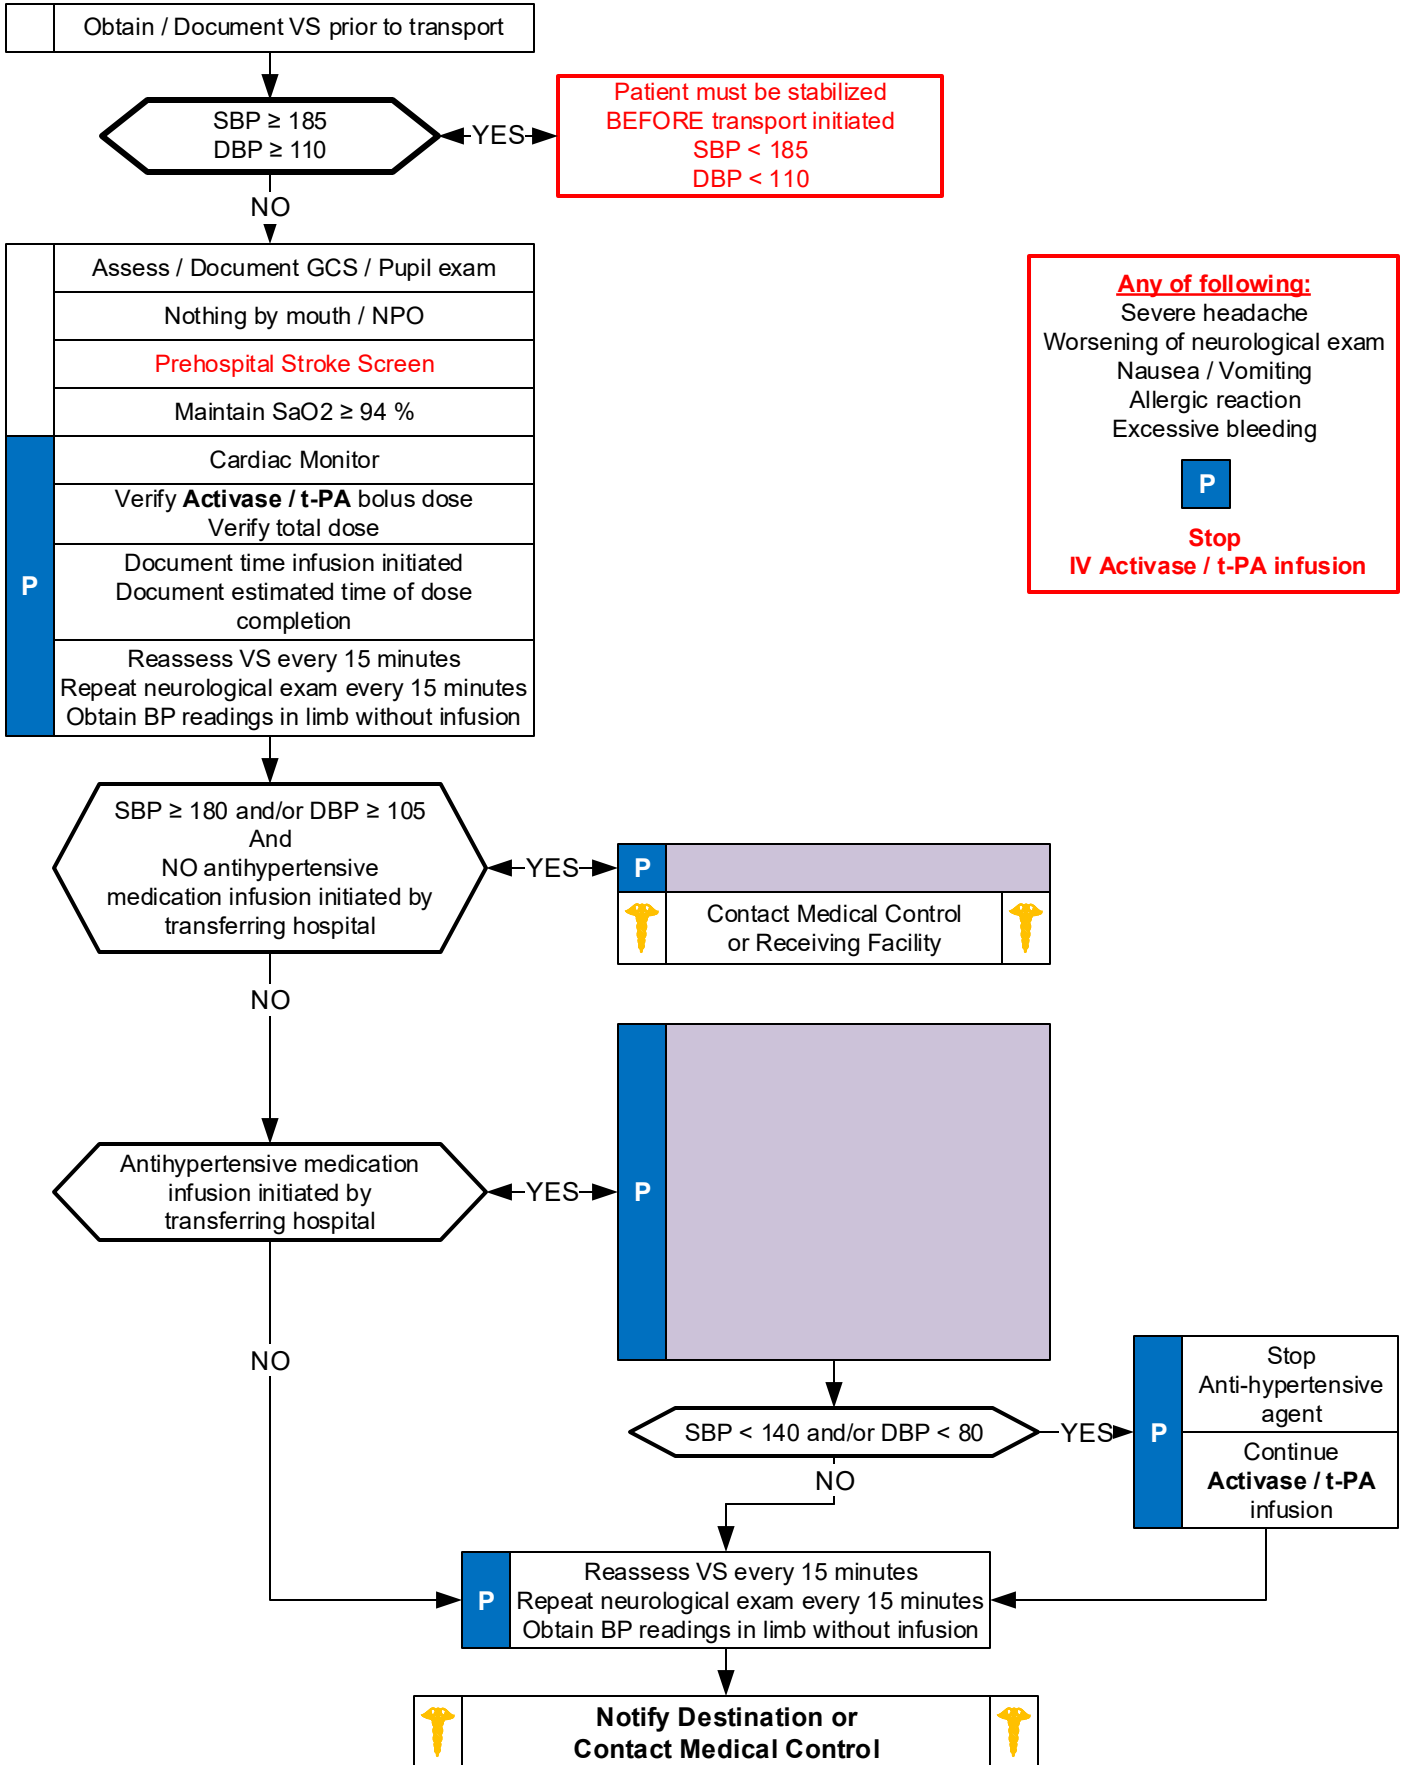 Obtain / Document VS prior to transport
SBP ≥ 185
DBP ≥ 110
YES
Patient must be stabilized
BEFORE transport initiated
SBP < 185
DBP < 110
NO
Assess / Document GCS / Pupil exam
Nothing by mouth / NPO
Prehospital Stroke Screen
Maintain SaO2 ≥ 94 %
P
Cardiac Monitor
Verify Activase / t-PA bolus dose
Verify total dose
Document time infusion initiated
Document estimated time of dose
completion
Reassess VS every 15 minutes
Repeat neurological exam every 15 minutes
Obtain BP readings in limb without infusion
Any of following:
Severe headache
Worsening of neurological exam
Nausea / Vomiting
Allergic reaction
Excessive bleeding
P
Stop
IV Activase / t-PA infusion
SBP ≥ 180 and/or DBP ≥ 105
And
NO antihypertensive
medication infusion initiated by
transferring hospital
YES
P
Contact Medical Control
or Receiving Facility
NO
Antihypertensive medication
infusion initiated by
transferring hospital
YES
P
NO
SBP < 140 and/or DBP < 80
YES
P
Stop
Anti-hypertensive
agent
Continue
Activase / t-PA
infusion
NO
P
Reassess VS every 15 minutes
Repeat neurological exam every 15 minutes
Obtain BP readings in limb without infusion
Notify Destination or
Contact Medical Control